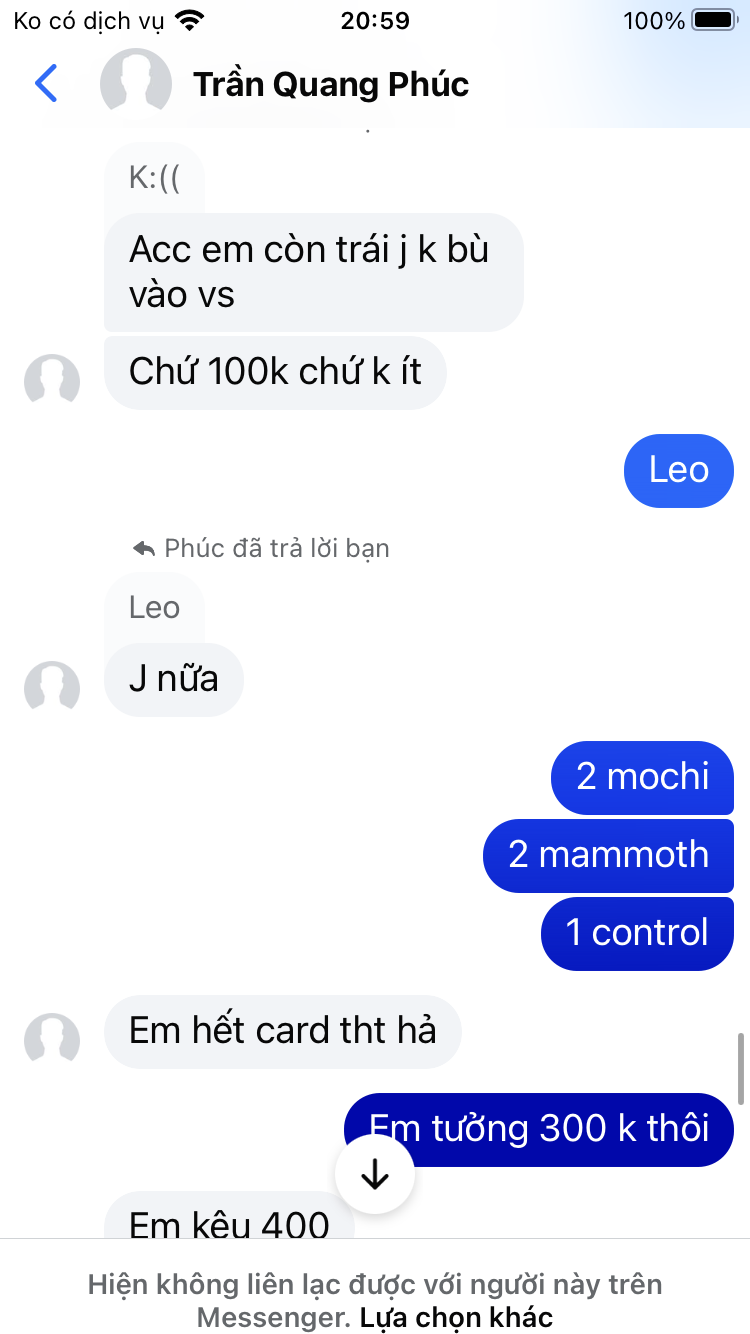 Ko có dịch vụ 20:59 100%
Trần Quang Phúc
K:((
Acc em còn trái j k bù
vào vs
Chứ 100k chứ k ít
Leo
Phúc đã trả lời bạn
Leo
J nữa
2 mochi
2 mammoth
1 control
Em hết card tht hả
Em tưởng 300 k thôi
Em kêu 400
Hiện không liên lạc được với người này trên
Messenger. Lựa chọn khác